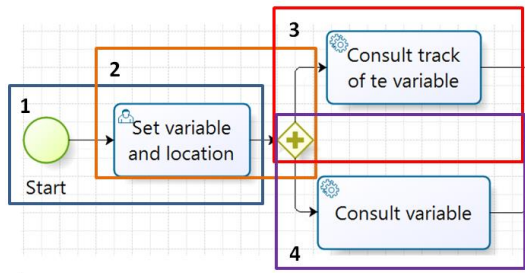 1
Start
2
Set variable
and location
3
Consult track
of te variable
Consult variable
4